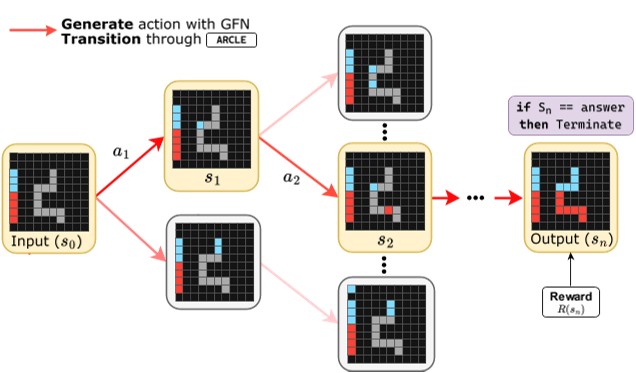 Generate action with GFN
Transition through ARCLE
if Sₙ == answer
then Terminate
a₁
s₁
a₂
Input (s₀)
s₂
...
Output (sₙ)
Reward
R(sₙ)